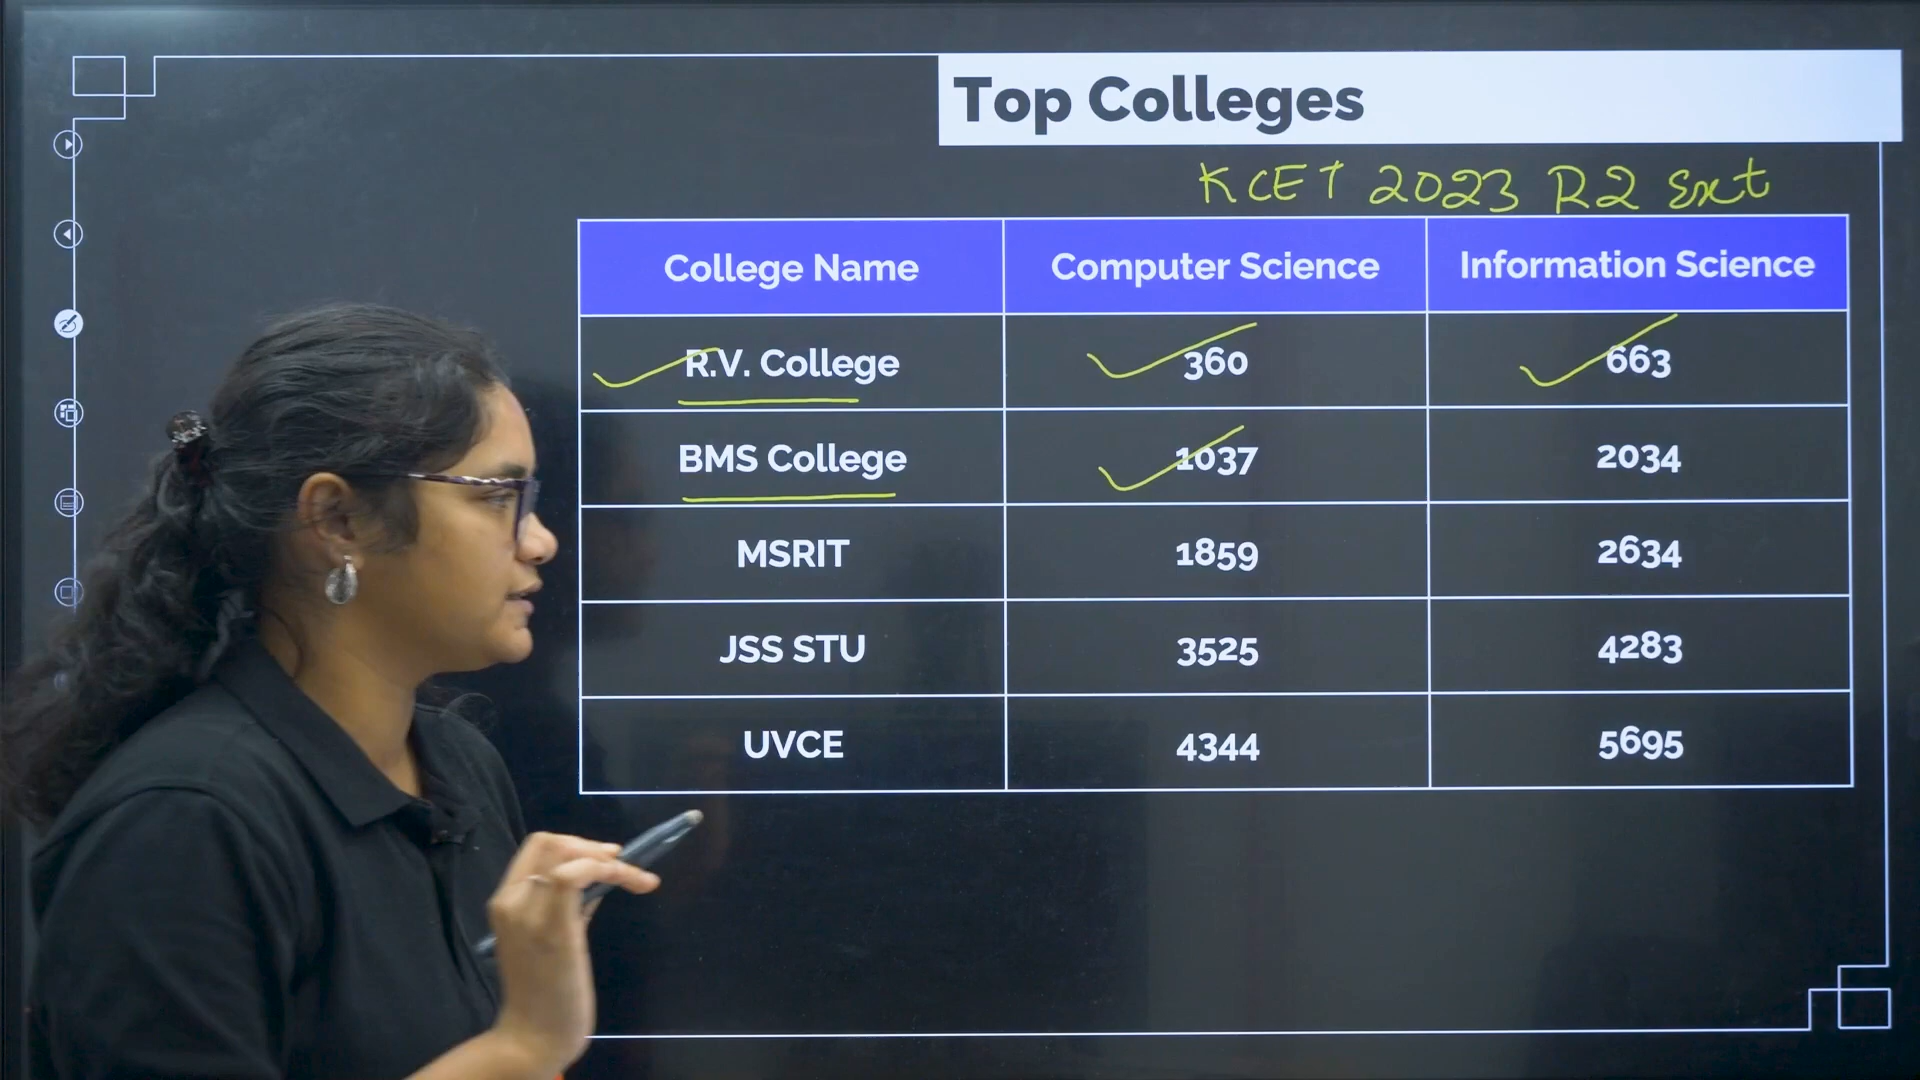 Top Colleges
KCET 2023 R2 Ext
College Name Computer Science Information Science
R.V. College 360 663
BMS College 1037 2034
MSRIT 1859 2634
JSS STU 3525 4283
UVCE 4344 5695